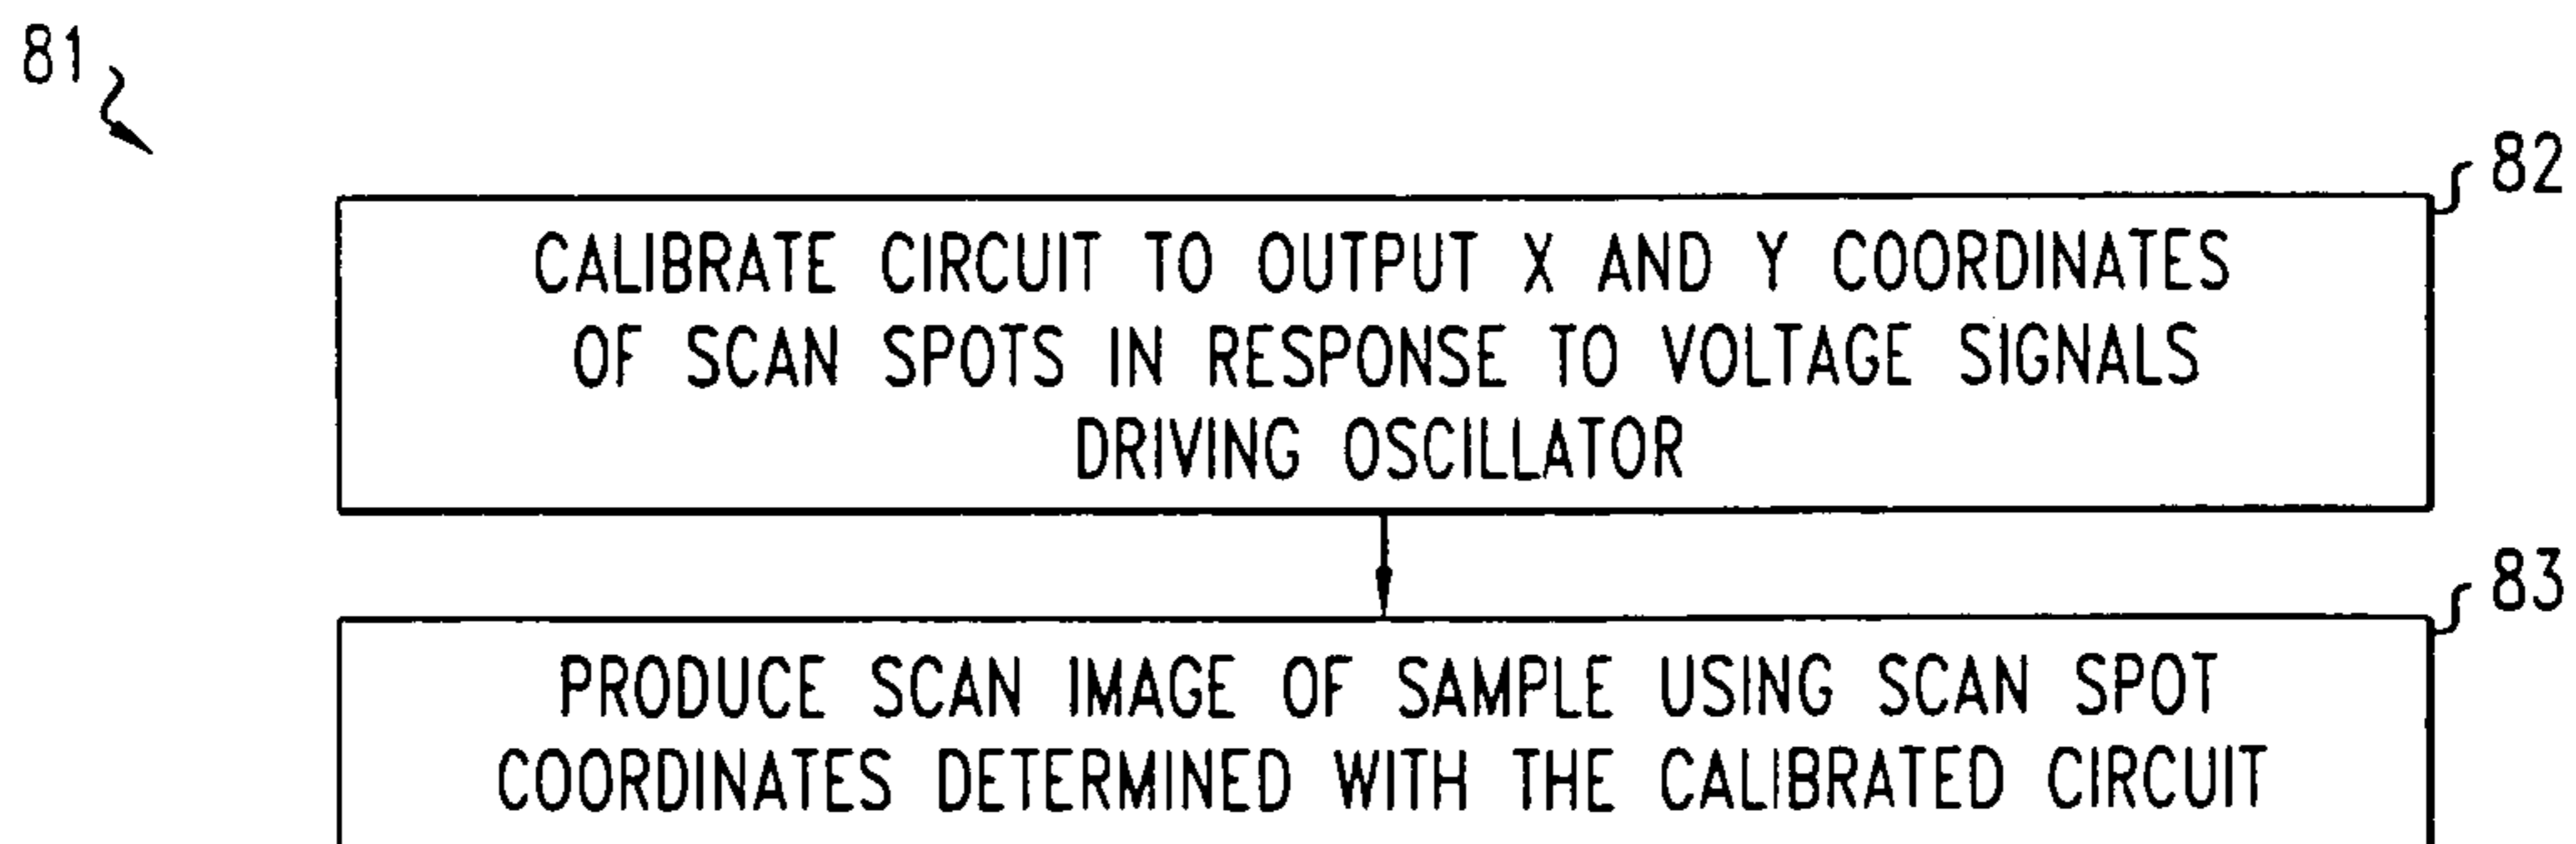 81
82
CALIBRATE CIRCUIT TO OUTPUT X AND Y COORDINATES
OF SCAN SPOTS IN RESPONSE TO VOLTAGE SIGNALS
DRIVING OSCILLATOR
83
PRODUCE SCAN IMAGE OF SAMPLE USING SCAN SPOT
COORDINATES DETERMINED WITH THE CALIBRATED CIRCUIT